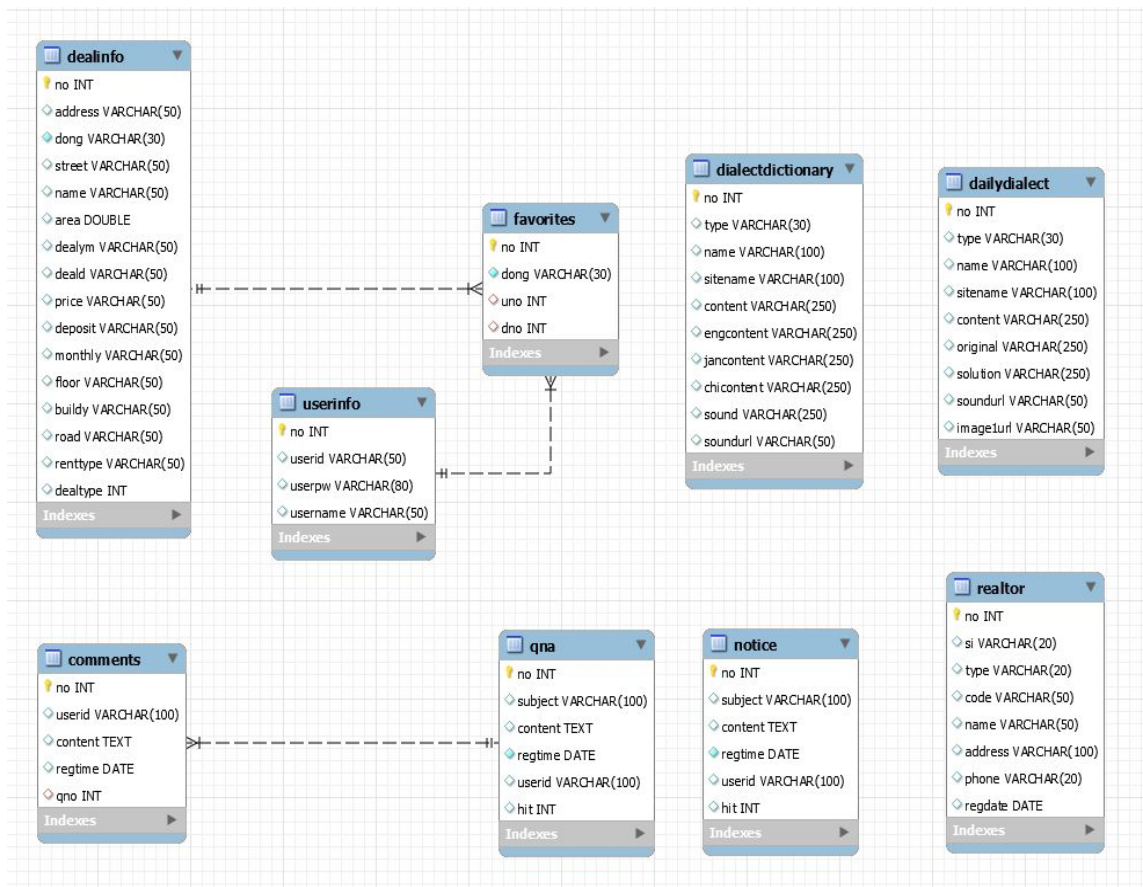 dealinfo
no INT
address VARCHAR(50)
dong VARCHAR(30)
street VARCHAR(50)
name VARCHAR(50)
area DOUBLE
dealym VARCHAR(50)
deald VARCHAR(50)
price VARCHAR(50)
deposit VARCHAR(50)
monthly VARCHAR(50)
floor VARCHAR(50)
buildy VARCHAR(50)
road VARCHAR(50)
renttype VARCHAR(50)
dealtype INT
Indexes
favorites
no INT
dong VARCHAR(30)
uno INT
dno INT
Indexes
userinfo
no INT
userid VARCHAR(50)
userpw VARCHAR(80)
username VARCHAR(50)
Indexes
dialectdictionary
no INT
type VARCHAR(30)
name VARCHAR(100)
sitename VARCHAR(100)
content VARCHAR(250)
engcontent VARCHAR(250)
jancontent VARCHAR(250)
chicontent VARCHAR(250)
sound VARCHAR(250)
soundurl VARCHAR(50)
Indexes
dailydialect
no INT
type VARCHAR(30)
name VARCHAR(100)
sitename VARCHAR(100)
content VARCHAR(250)
original VARCHAR(250)
solution VARCHAR(250)
soundurl VARCHAR(50)
image1url VARCHAR(50)
Indexes
comments
no INT
userid VARCHAR(100)
content TEXT
regtime DATE
qno INT
Indexes
qna
no INT
subject VARCHAR(100)
content TEXT
regtime DATE
userid VARCHAR(100)
hit INT
Indexes
notice
no INT
subject VARCHAR(100)
content TEXT
regtime DATE
userid VARCHAR(100)
hit INT
Indexes
realtor
no INT
si VARCHAR(20)
type VARCHAR(20)
code VARCHAR(50)
name VARCHAR(50)
address VARCHAR(100)
phone VARCHAR(20)
regdate DATE
Indexes